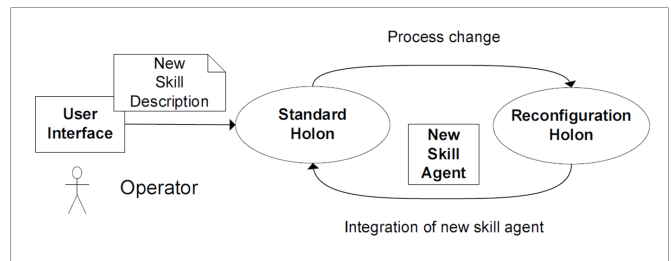 Process change
New
Skill
Description
User
Interface
Standard
Holon
New
Skill
Agent
Reconfiguration
Holon
Operator
Integration of new skill agent